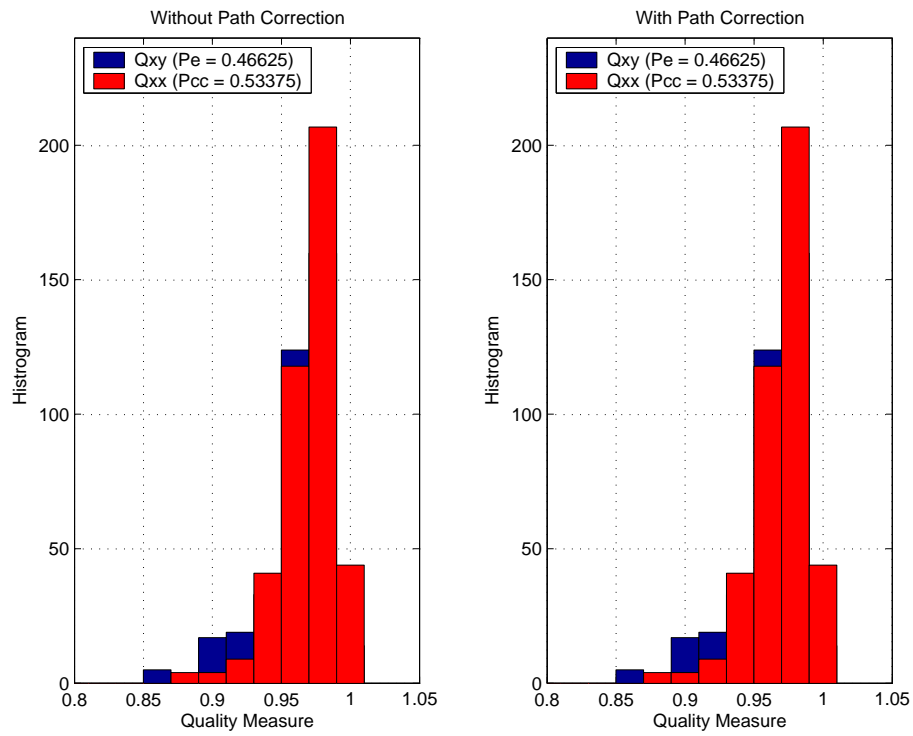 Without Path Correction
Qxy (Pe = 0.46625)
Qxx (Pcc = 0.53375)
200
150
100
50
0
Histrogram
0.8 0.85 0.9 0.95 1 1.05
Quality Measure
With Path Correction
Qxy (Pe = 0.46625)
Qxx (Pcc = 0.53375)
200
150
100
50
0
Histrogram
0.8 0.85 0.9 0.95 1 1.05
Quality Measure